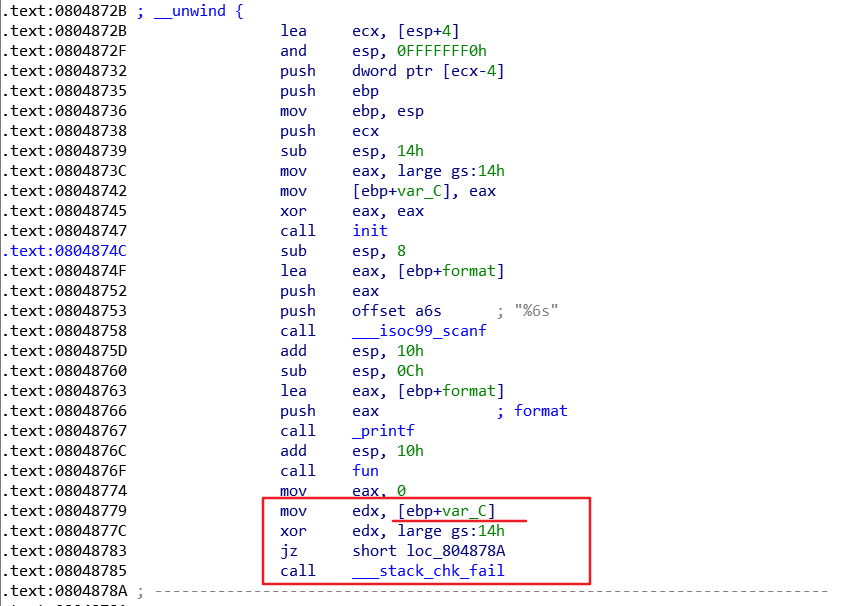 .text:0804872B ; __unwind {
.text:0804872B lea ecx, [esp+4]
.text:0804872F and esp, 0FFFFFFF0h
.text:08048732 push dword ptr [ecx-4]
.text:08048735 push ebp
.text:08048736 mov ebp, esp
.text:08048738 push ecx
.text:08048739 sub esp, 14h
.text:0804873C mov eax, large gs:14h
.text:08048742 mov [ebp+var_C], eax
.text:08048745 xor eax, eax
.text:08048747 call init
.text:0804874C sub esp, 8
.text:0804874F lea eax, [ebp+format]
.text:08048752 push eax
.text:08048753 push offset a6s ; "%6s"
.text:08048758 call ___isoc99_scanf
.text:0804875D add esp, 10h
.text:08048760 sub esp, 0Ch
.text:08048763 lea eax, [ebp+format]
.text:08048766 push eax ; format
.text:08048767 call _printf
.text:0804876C add esp, 10h
.text:0804876F call fun
.text:08048774 mov eax, 0
.text:08048779 mov edx, [ebp+var_C]
.text:0804877C xor edx, large gs:14h
.text:08048783 jz short loc_804878A
.text:08048785 call ___stack_chk_fail
.text:0804878A ; ---------------------------------------------------------------------------